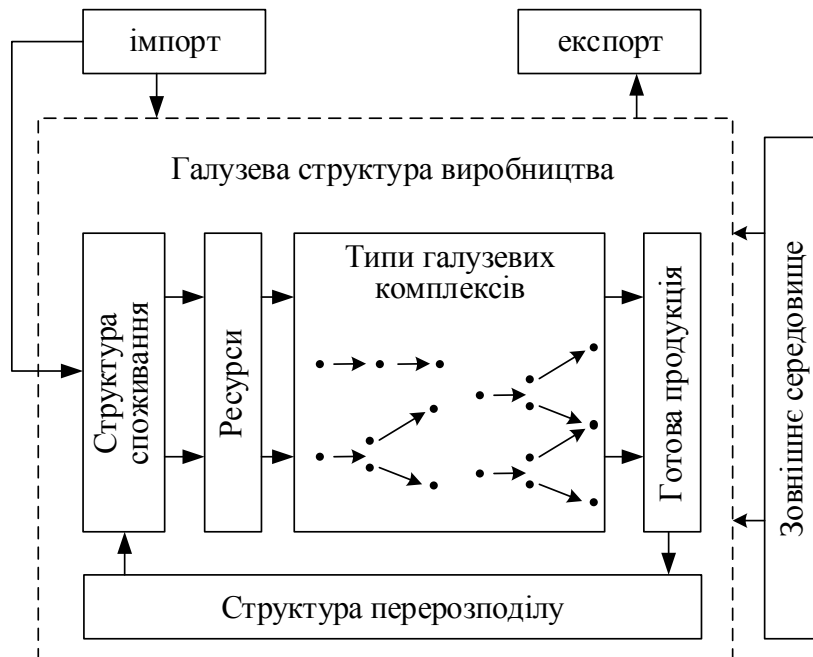 імпорт
експорт
Галузева структура виробництва
Структура
споживання
Ресурси
Типи галузевих
комплексів
Готова продукція
Зовнішнє середовище
Структура перерозподілу